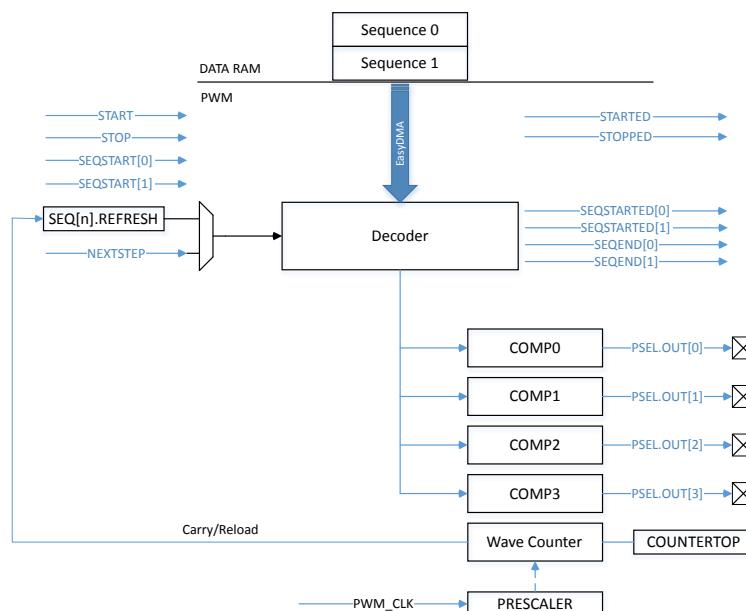 Sequence 0
Sequence 1
DATA RAM
PWM
START
STOP
SEQSTART[0]
SEQSTART[1]
EasyDMA
STARTED
STOPPED
SEQ[n].REFRESH
NEXTSTEP
Decoder
SEQSTARTED[0]
SEQSTARTED[1]
SEQEND[0]
SEQEND[1]
COMP0
PSEL.OUT[0]
COMP1
PSEL.OUT[1]
COMP2
PSEL.OUT[2]
COMP3
PSEL.OUT[3]
Carry/Reload
Wave Counter
COUNTERTOP
PWM_CLK
PRESCALER